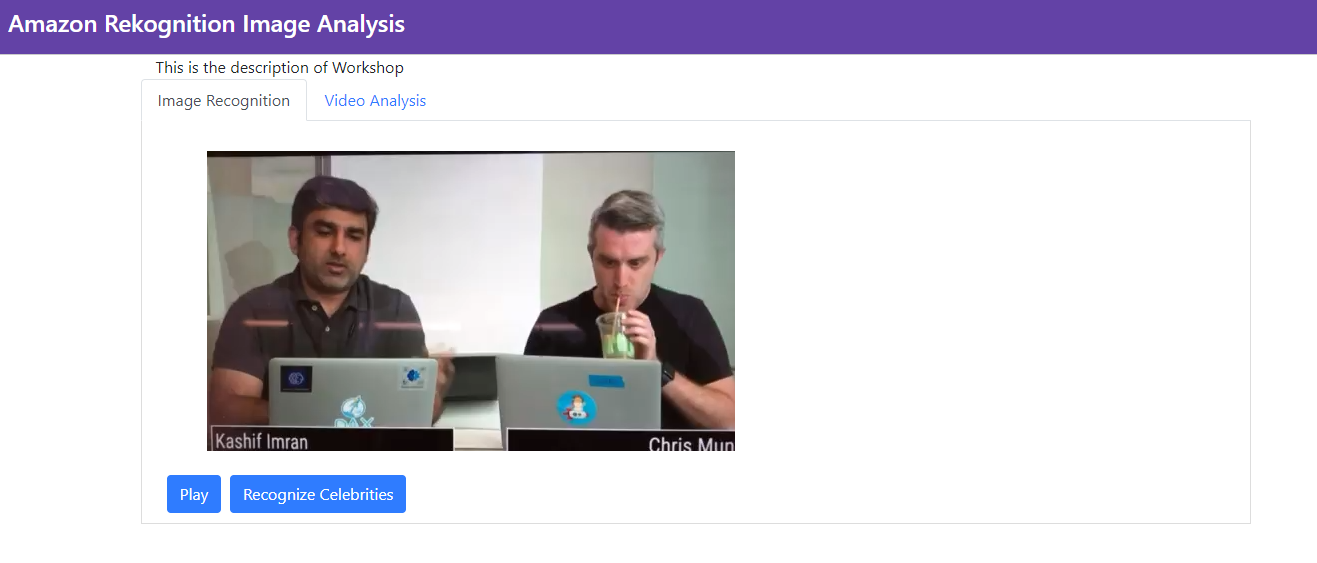 Amazon Rekognition Image Analysis
This is the description of Workshop
Image Recognition
Video Analysis
DAX
Kashif Imran
Chris Mun
Play
Recognize Celebrities